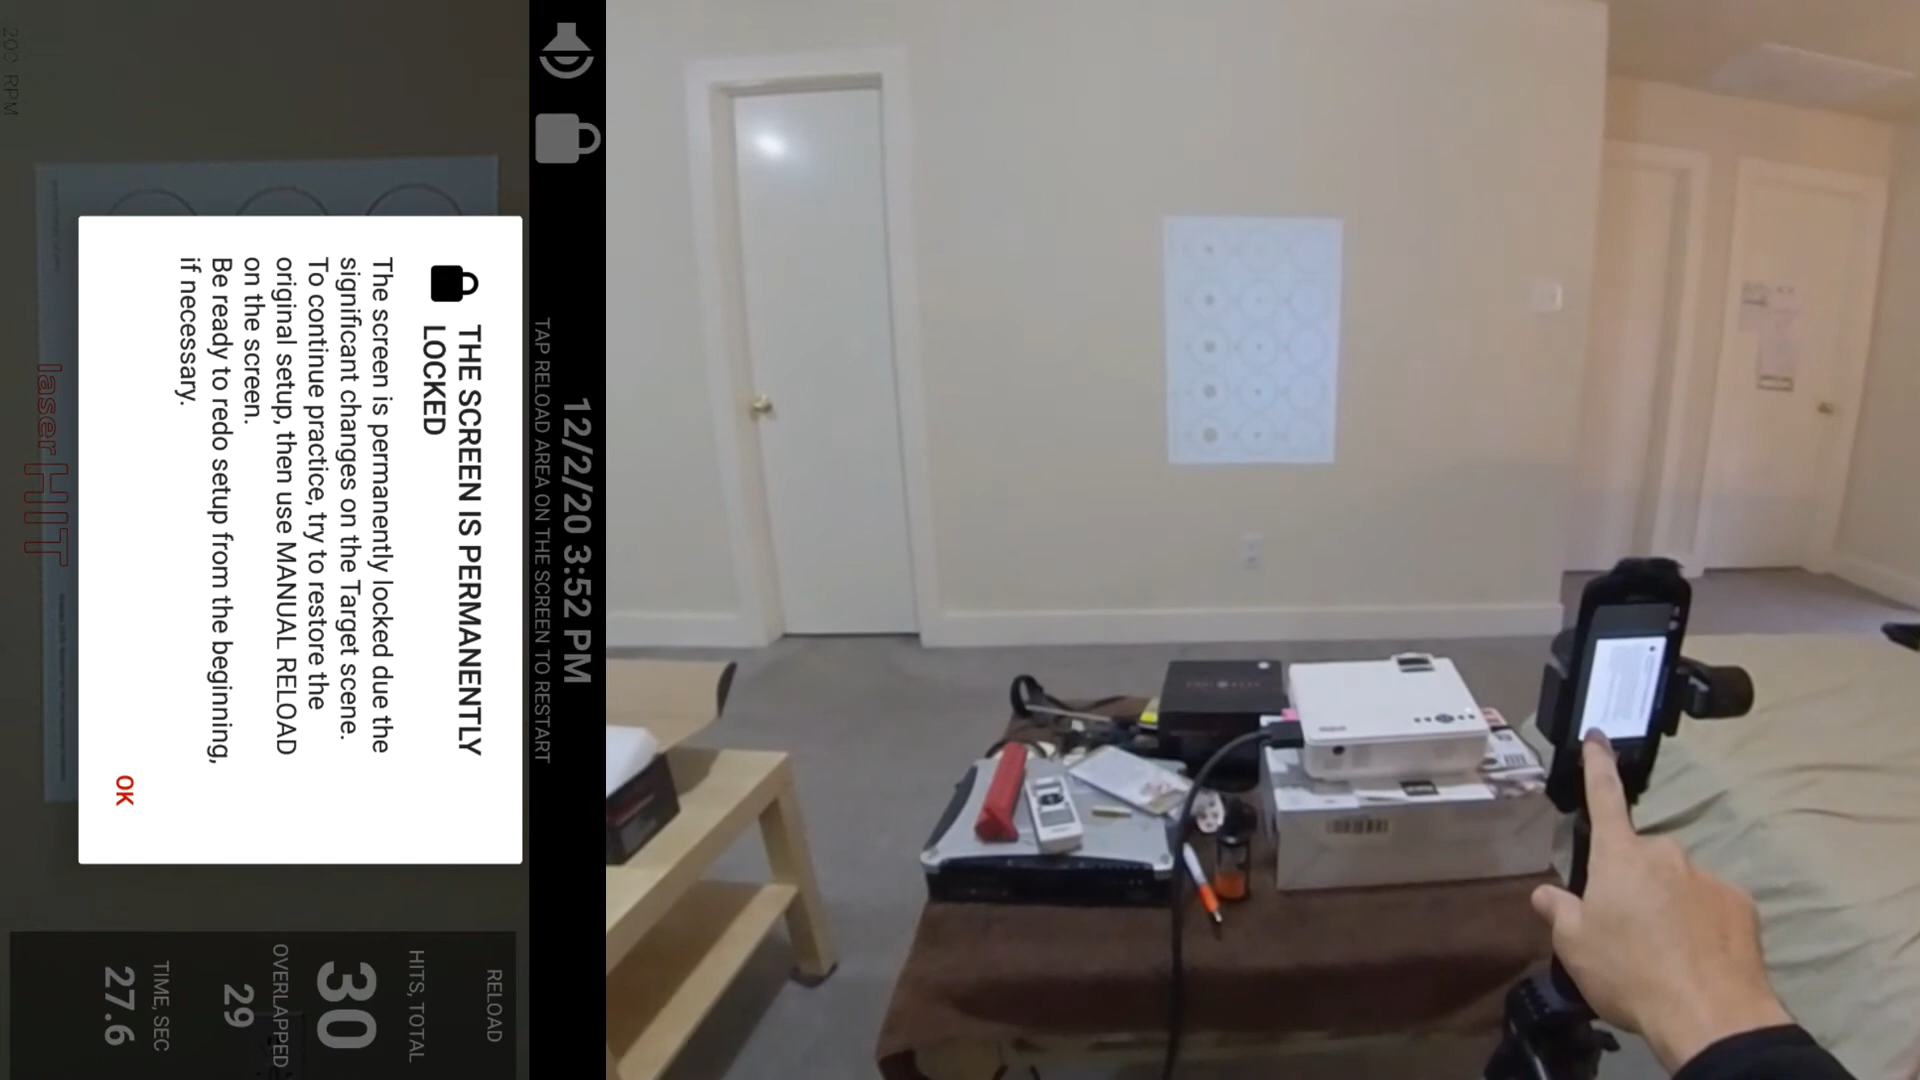 12/2/20 3:52 PM
TAP RELOAD AREA ON THE SCREEN TO RESTART
THE SCREEN IS PERMANENTLY
LOCKED
The screen is permanently locked due the
significant changes on the Target scene.
To continue practice, try to restore the
original setup, then use MANUAL RELOAD
on the screen.
Be ready to redo setup from the beginning,
if necessary.
OK
laserHIT
200 RPM
RELOAD
HITS, TOTAL
30
OVERLAPPED
29
TIME, SEC
27.6